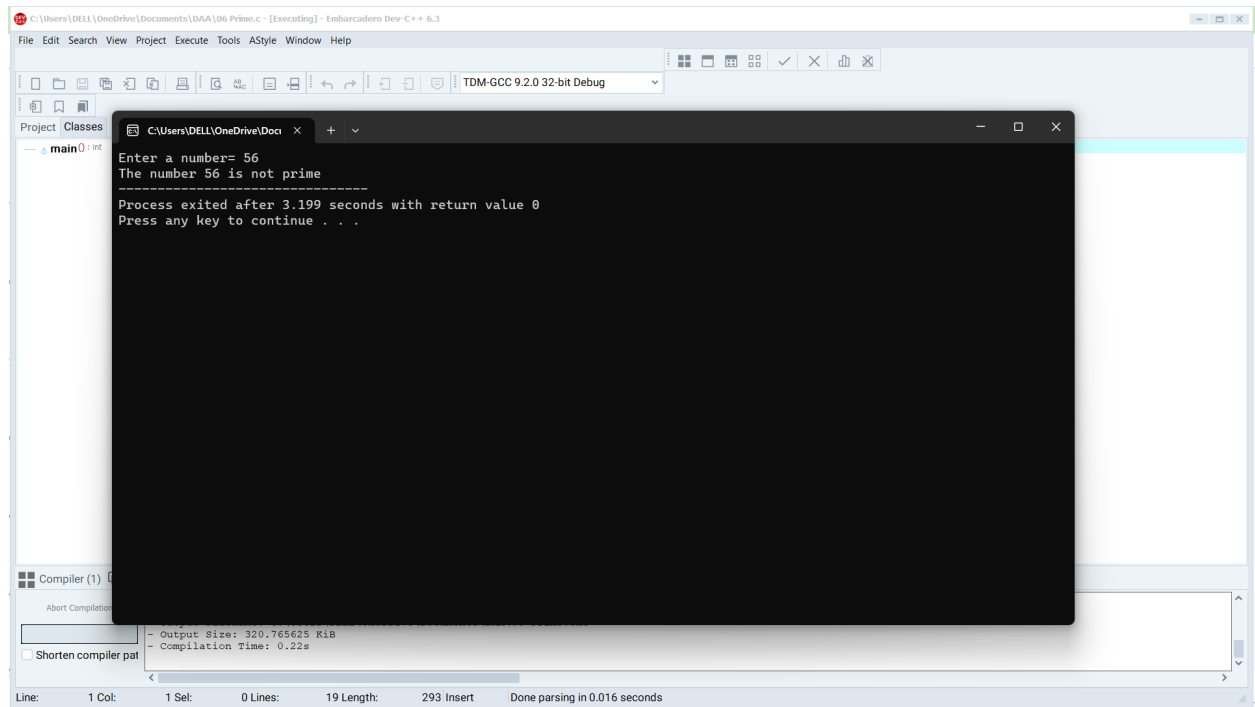 C:\Users\DELL\OneDrive\Documents\DAA\06 Prime.c - [Executing] - Embarcadero Dev-C++ 6.3
File Edit Search View Project Execute Tools AStyle Window Help
TDM-GCC 9.2.0 32-bit Debug
Project Classes
main() : int
C:\Users\DELL\OneDrive\Docu
Enter a number= 56
The number 56 is not prime
--------------------------------
Process exited after 3.199 seconds with return value 0
Press any key to continue . . .
Compiler (1)
Abort Compilation
- Output Size: 320.765625 KiB
- Compilation Time: 0.22s
Shorten compiler pat
Line: 1 Col: 1 Sel: 0 Lines: 19 Length: 293 Insert Done parsing in 0.016 seconds